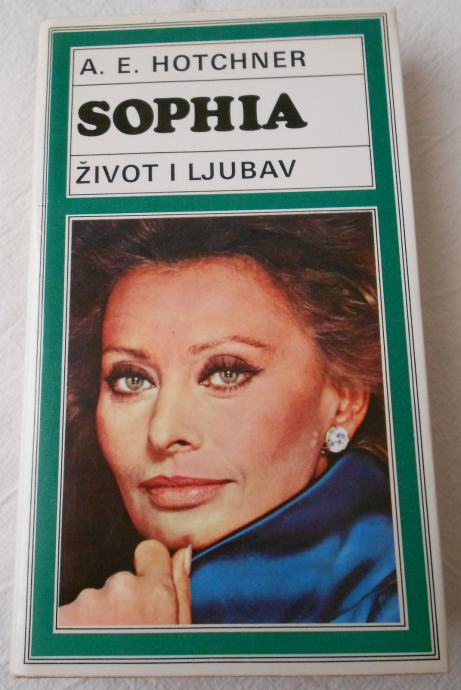 A. E. HOTCHNER
SOPHIA
ŽIVOT I LJUBAV